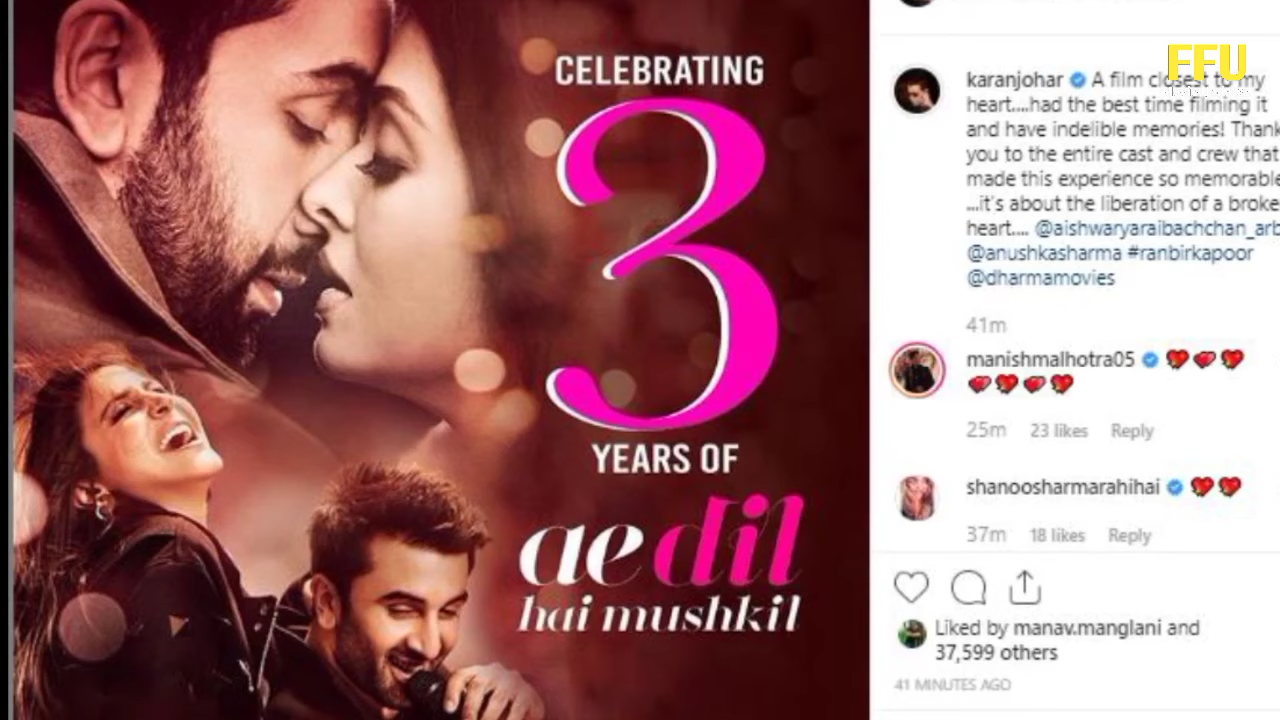 CELEBRATING
3
YEARS OF
ae dil
hai mushkil
FFU
karanjohar A film closest to my
heart....had the best time filming it
and have indelible memories! Thank
you to the entire cast and crew that
made this experience so memorable
...it's about the liberation of a broke
heart.... @aishwaryaraibachchan_arb
@anushkasharma #ranbirkapoor
@dharmamovies
41m
manishmalhotra05 💖💕💖
💕💖💕💖
25m 23 likes Reply
shanoosharmarahihai 💖💖
37m 18 likes Reply
Liked by manav.manglani and
37,599 others
41 MINUTES AGO